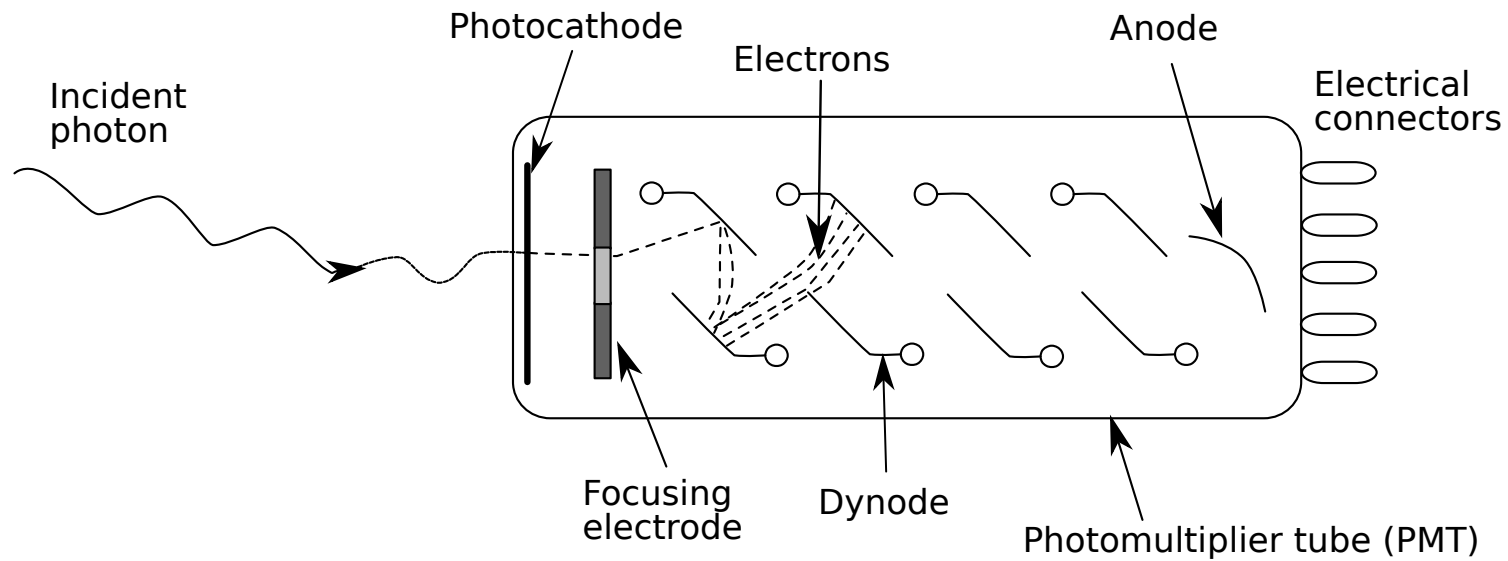 Photocathode
Anode
Electrons
Incident
photon
Electrical
connectors
Focusing
electrode
Dynode
Photomultiplier tube (PMT)